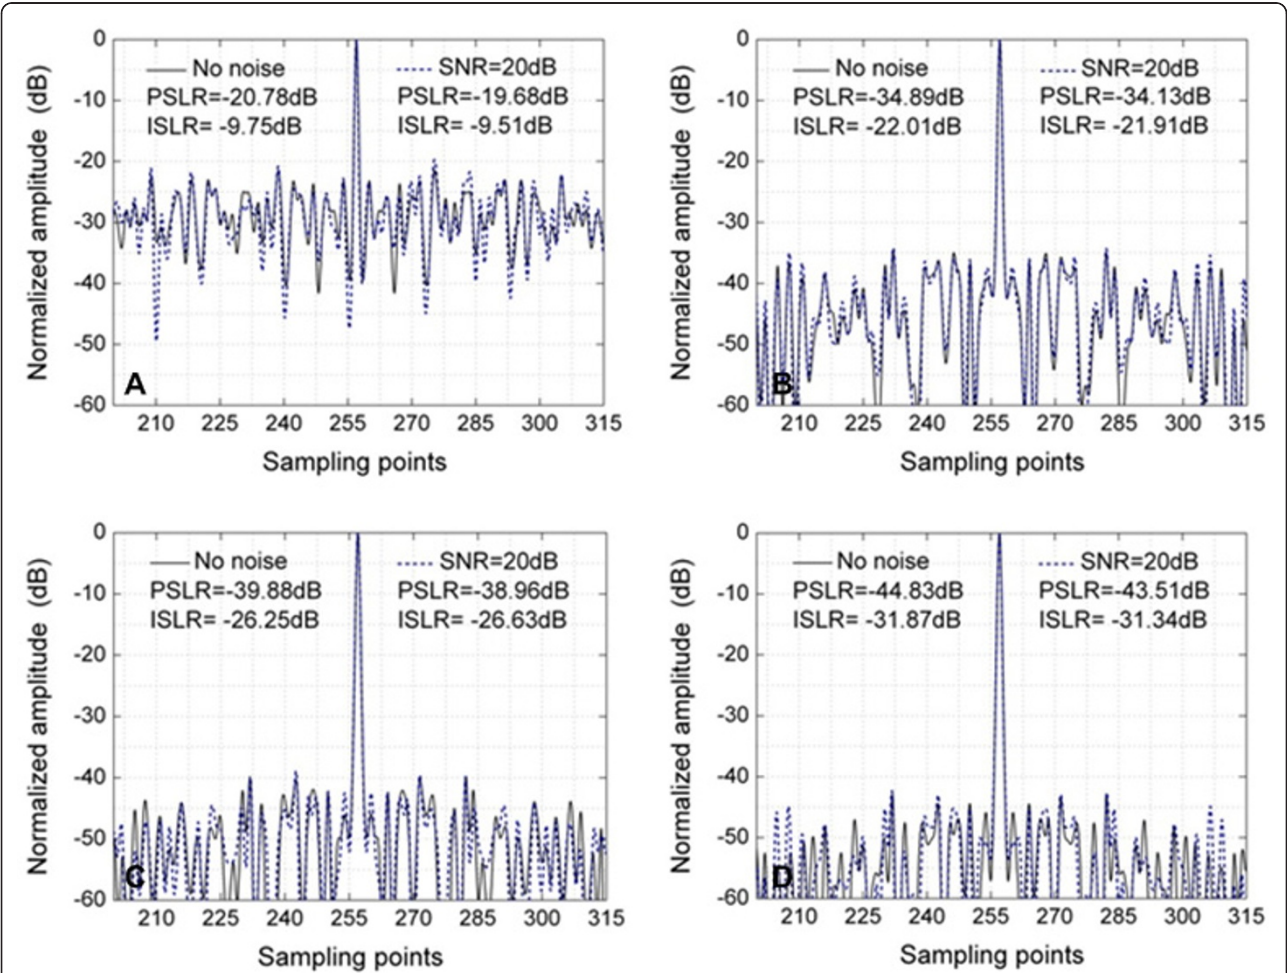 0
-10
-20
-30
-40
-50
-60
Normalized amplitude (dB)
No noise SNR=20dB
PSLR=-20.78dB PSLR=-19.68dB
ISLR= -9.75dB ISLR= -9.51dB
A
210 225 240 255 270 285 300 315
Sampling points
0
-10
-20
-30
-40
-50
-60
Normalized amplitude (dB)
No noise SNR=20dB
PSLR=-34.89dB PSLR=-34.13dB
ISLR= -22.01dB ISLR= -21.91dB
B
210 225 240 255 270 285 300 315
Sampling points
0
-10
-20
-30
-40
-50
-60
Normalized amplitude (dB)
No noise SNR=20dB
PSLR=-39.88dB PSLR=-38.96dB
ISLR= -26.25dB ISLR= -26.63dB
C
210 225 240 255 270 285 300 315
Sampling points
0
-10
-20
-30
-40
-50
-60
Normalized amplitude (dB)
No noise SNR=20dB
PSLR=-44.83dB PSLR=-43.51dB
ISLR= -31.87dB ISLR= -31.34dB
D
210 225 240 255 270 285 300 315
Sampling points